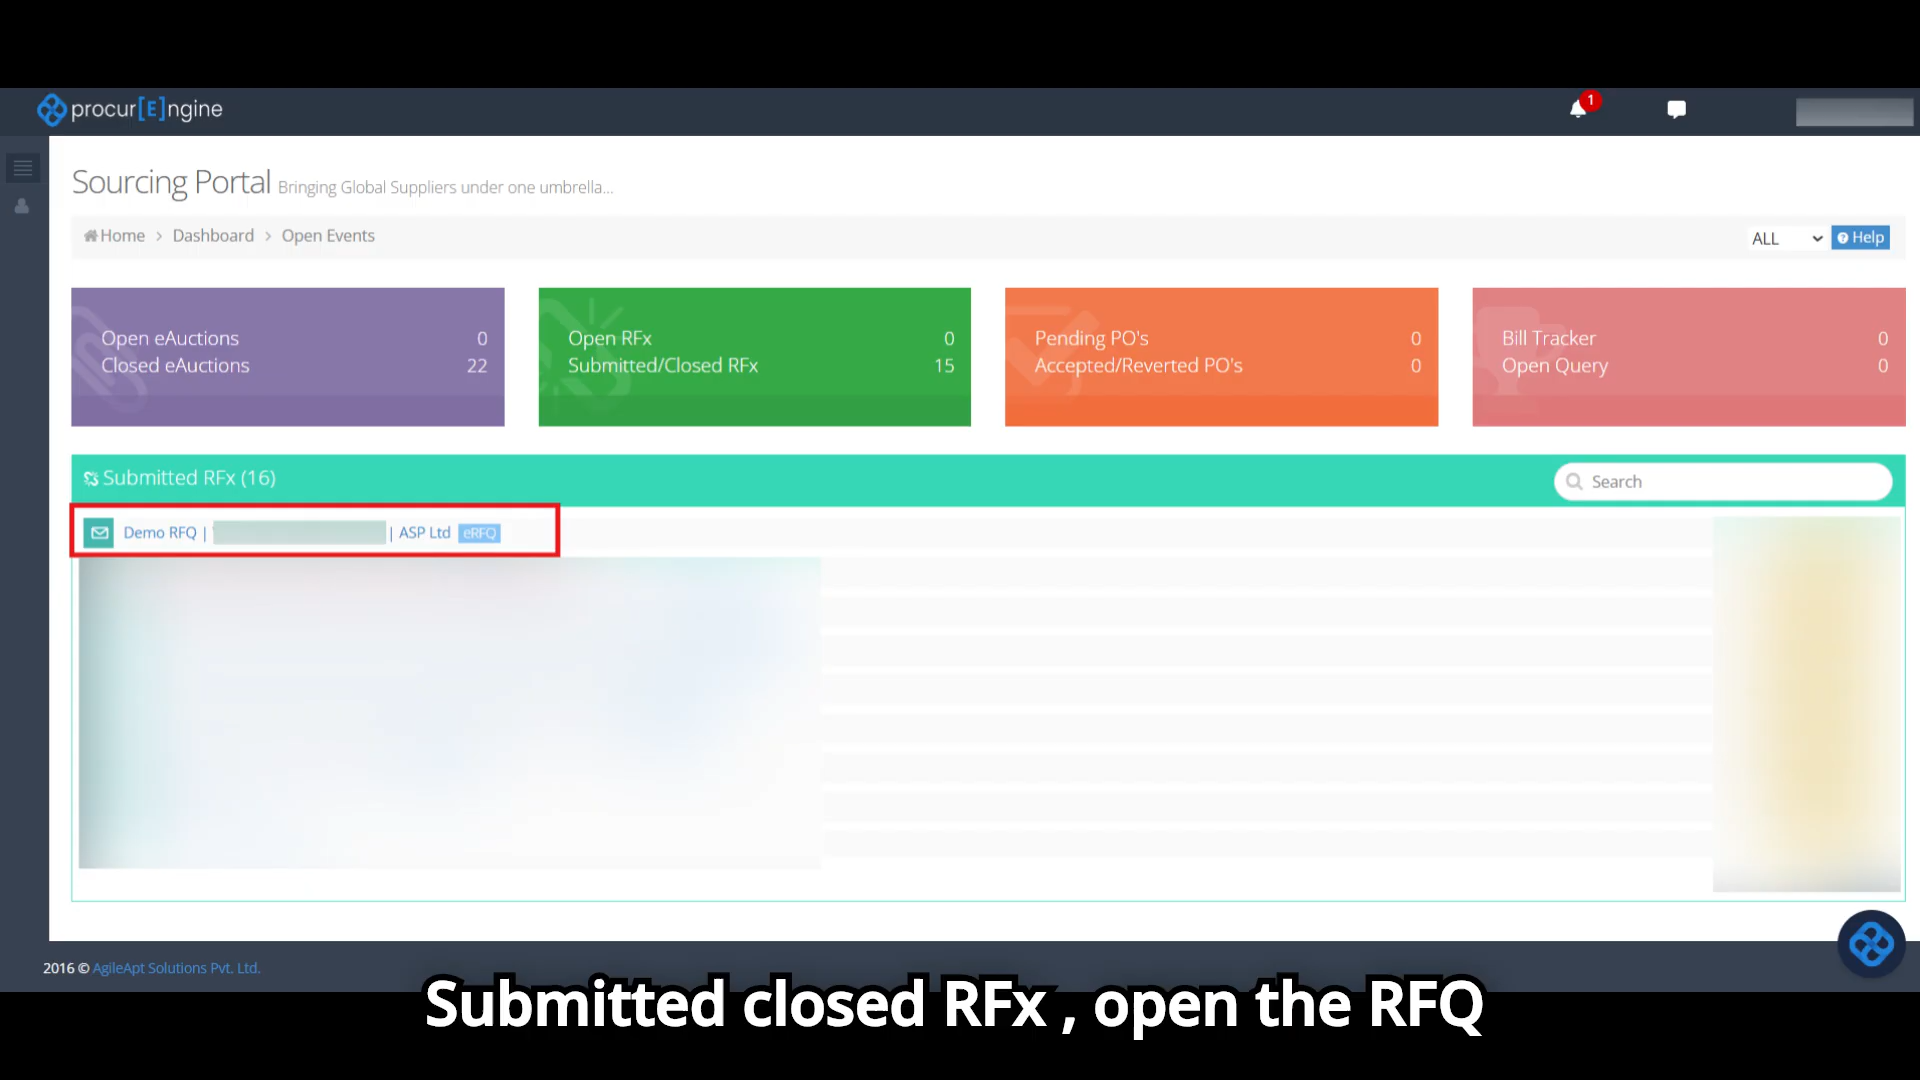 procur[E]ngine
1
Sourcing Portal Bringing Global Suppliers under one umbrella...
Home > Dashboard > Open Events
ALL
Help
Open eAuctions 0
Closed eAuctions 22
Open RFx 0
Submitted/Closed RFx 15
Pending PO's 0
Accepted/Reverted PO's 0
Bill Tracker 0
Open Query 0
Submitted RFx (16)
Search
Demo RFQ | | ASP Ltd eRFQ
2016 © AgileApt Solutions Pvt. Ltd.
Submitted closed RFx , open the RFQ